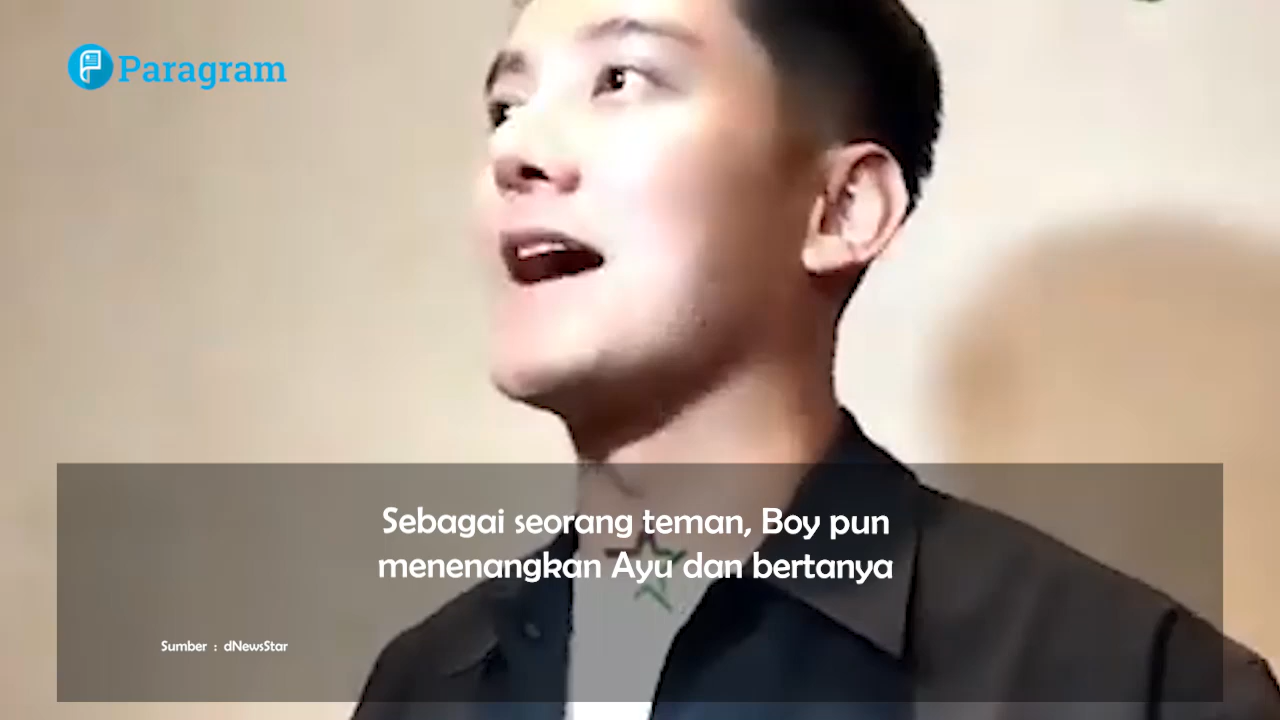 Paragram
Sebagai seorang teman, Boy pun
menenangkan Ayu dan bertanya
Sumber : dNewsStar